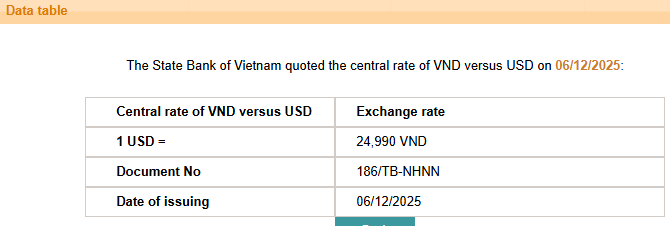 Data table
The State Bank of Vietnam quoted the central rate of VND versus USD on 06/12/2025:
Central rate of VND versus USD Exchange rate
1 USD = 24,990 VND
Document No 186/TB-NHNN
Date of issuing 06/12/2025